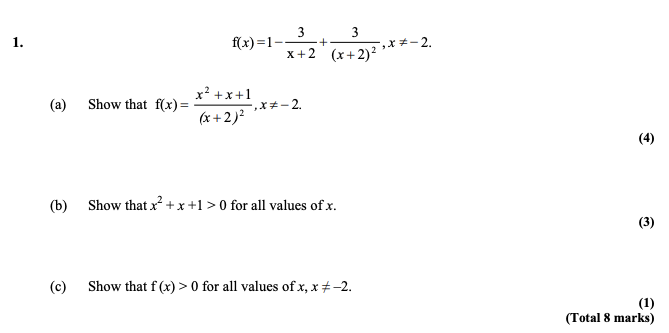 1. f(x) = 1 − 3/(x + 2) + 3/(x + 2)², x ≠ − 2.
(a) Show that f(x) = (x² + x + 1)/(x + 2)², x ≠ − 2.
(4)
(b) Show that x² + x + 1 > 0 for all values of x.
(3)
(c) Show that f (x) > 0 for all values of x, x ≠ −2.
(1)
(Total 8 marks)